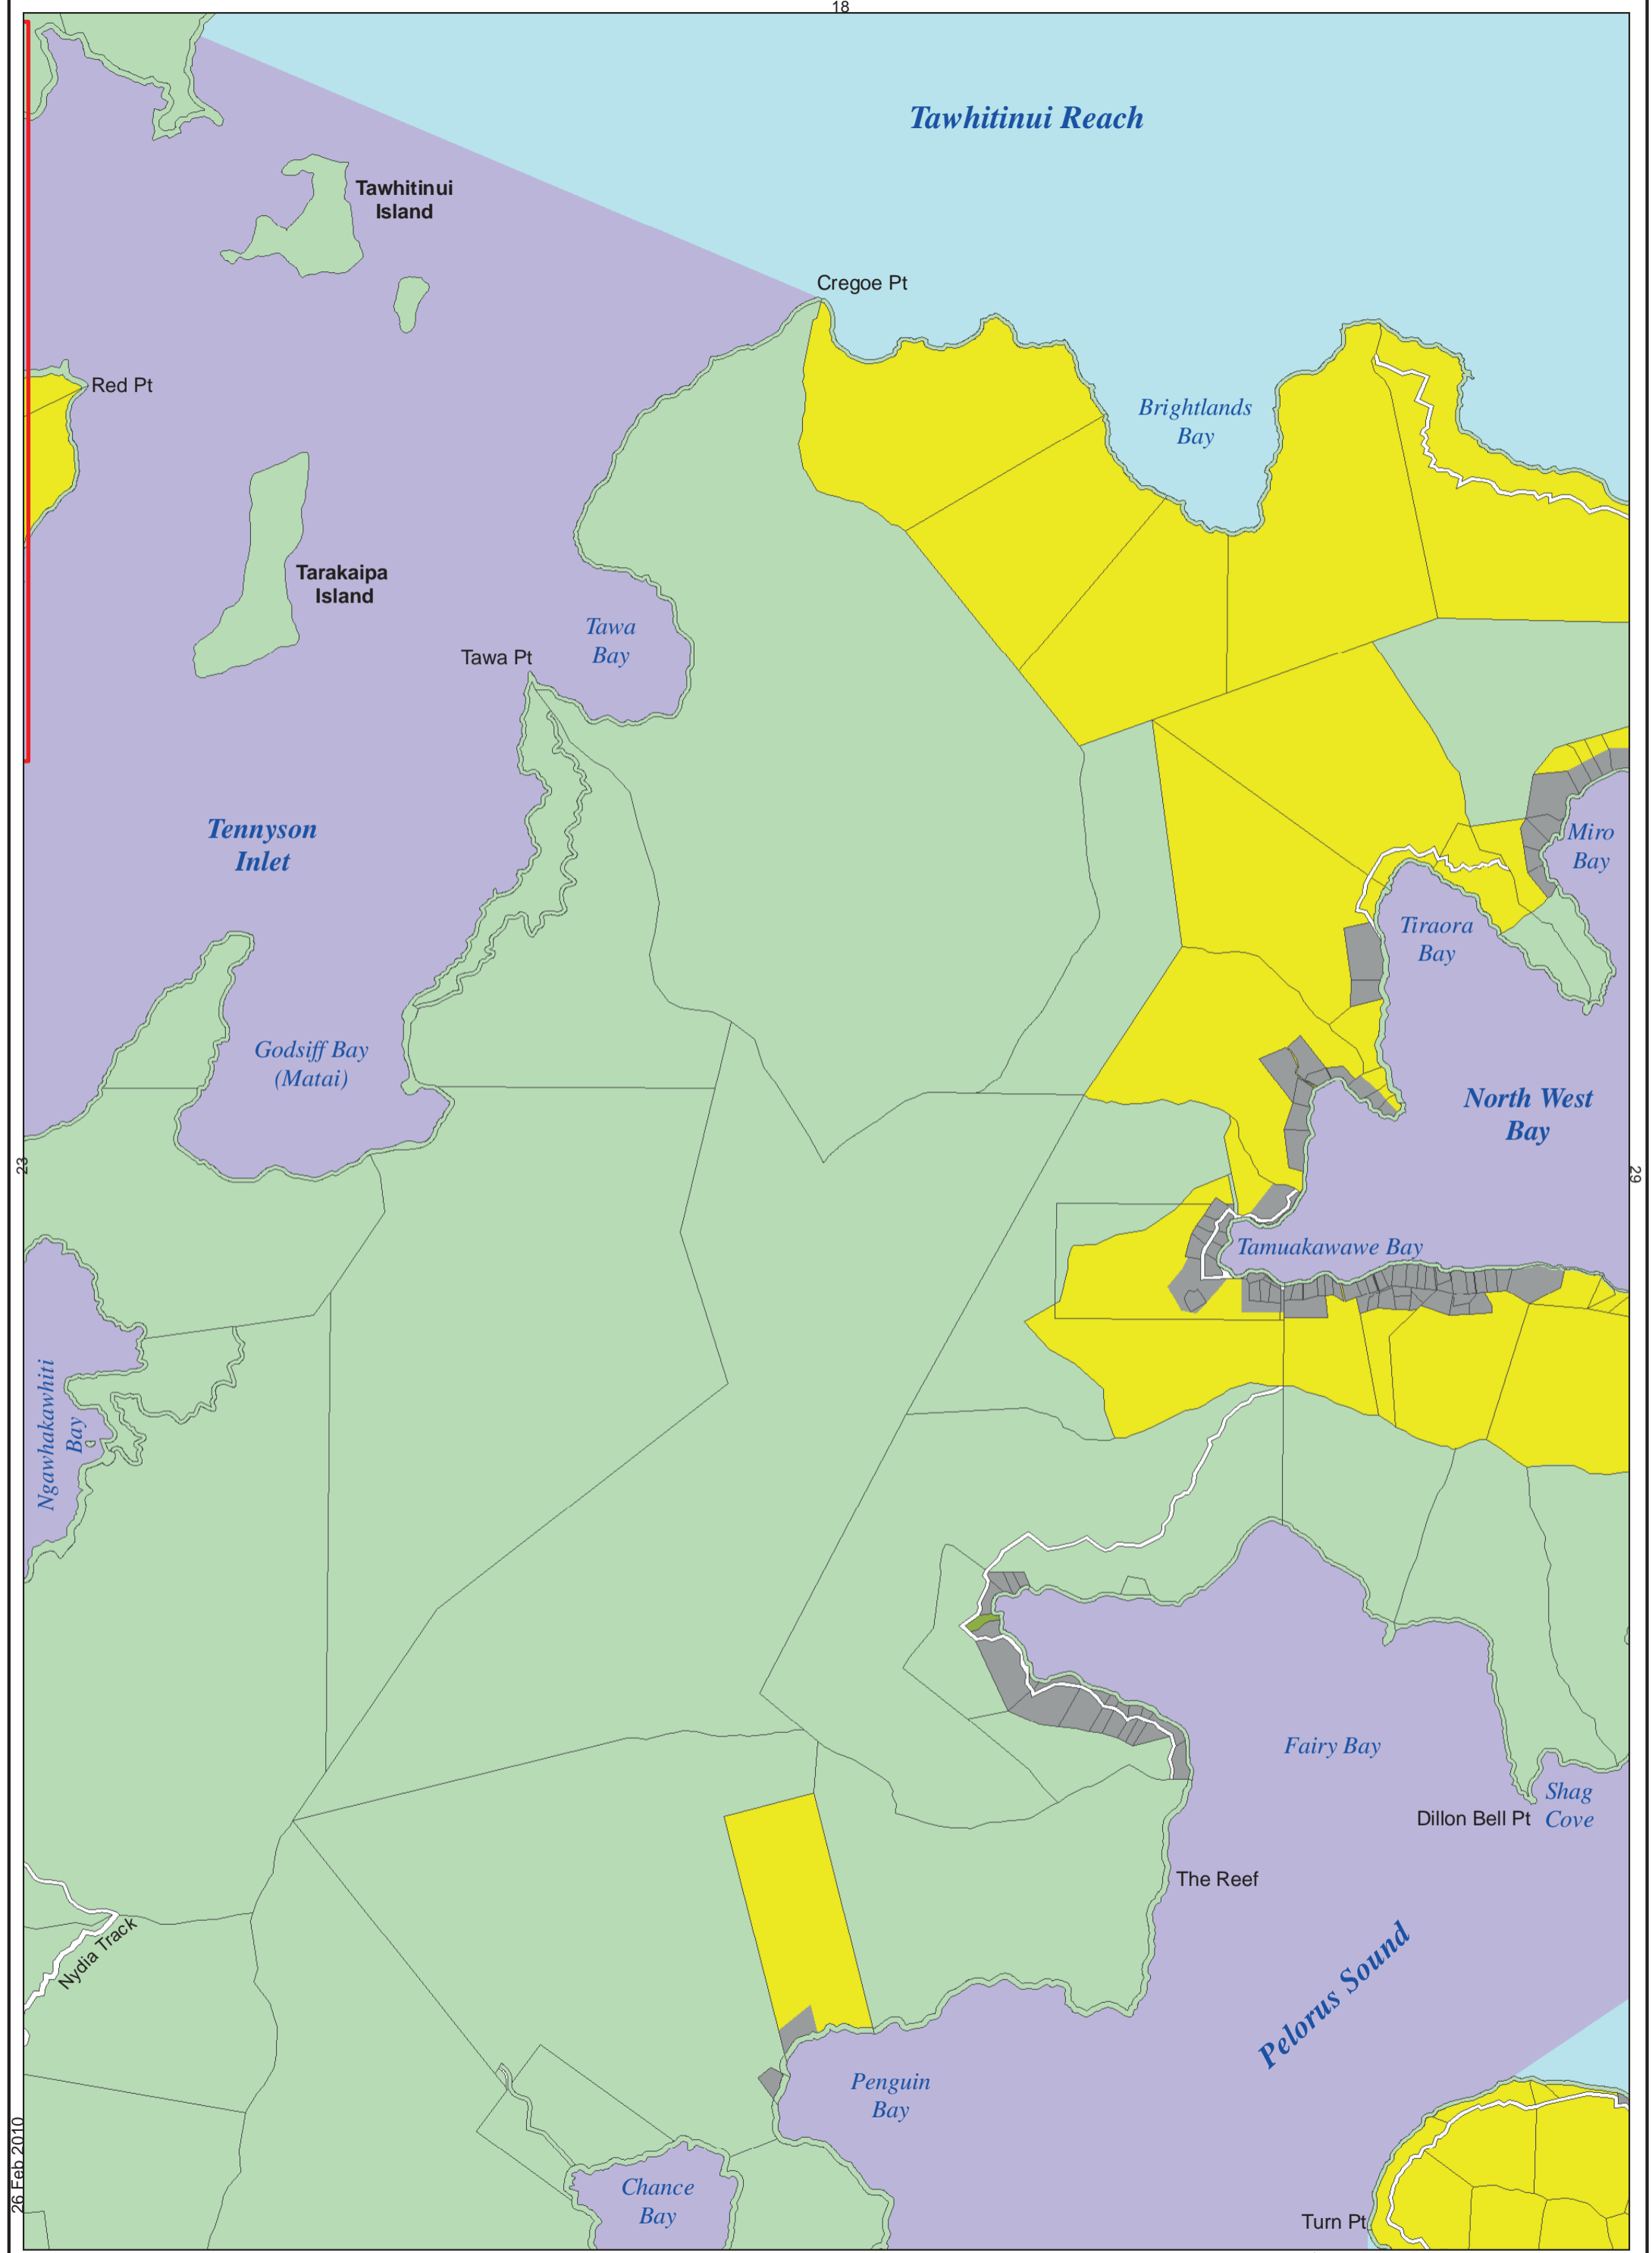 18
Tawhitinui Reach
Tawhitinui
Island
Cregoe Pt
Red Pt
Brightlands
Bay
Tarakaipa
Island
Tawa
Bay
Tawa Pt
Tennyson
Inlet
Miro
Bay
Tiraora
Bay
Godsiff Bay
(Matai)
North West
Bay
23
29
Tamuakawawe Bay
Ngawhakawhiti
Bay
Fairy Bay
Shag
Cove
Dillon Bell Pt
The Reef
Nydia Track
Pelorus Sound
Penguin
Bay
26 Feb 2010
Chance
Bay
Turn Pt